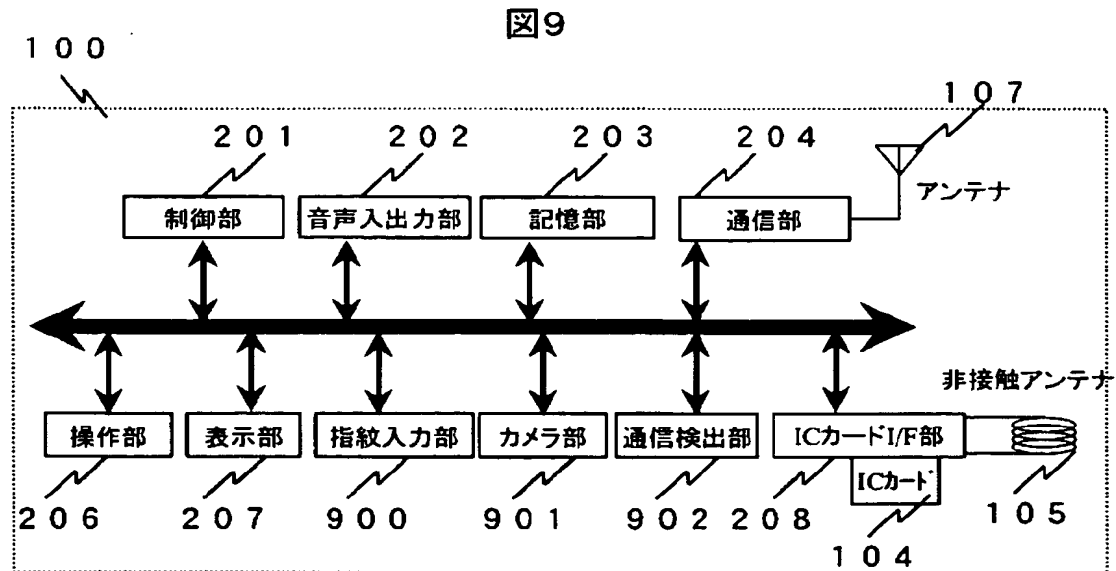 図9
100
107
201 202 203 204
アンテナ
制御部 音声入出力部 記憶部 通信部
非接触アンテナ
操作部 表示部 指紋入力部 カメラ部 通信検出部 ICカードI/F部
ICカード
206 207 900 901 902 208 105
104